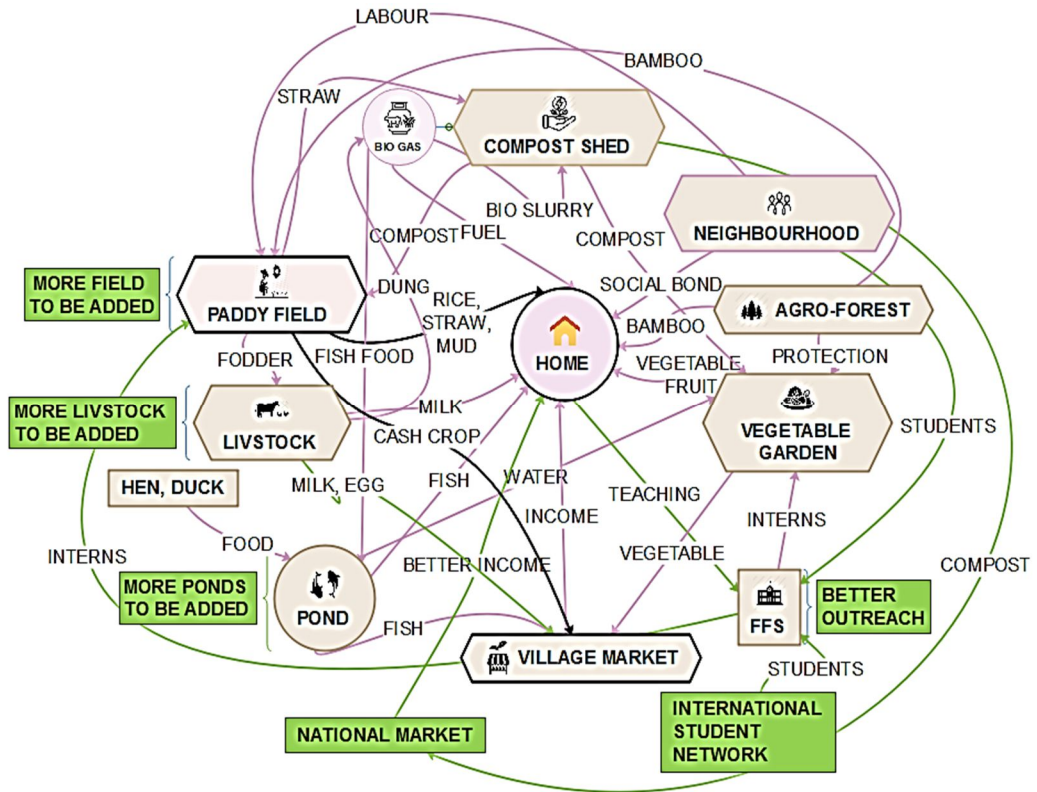 LABOUR
BAMBOO
STRAW
BIO GAS
COMPOST SHED
BIO SLURRY
NEIGHBOURHOOD
COMPOST
FUEL
COMPOST
MORE FIELD
TO BE ADDED
PADDY FIELD
DUNG
RICE,
STRAW,
MUD
SOCIAL BOND
AGRO-FOREST
BAMBOO
HOME
FODDER
FISH FOOD
VEGETABLE
FRUIT
PROTECTION
MORE LIVSTOCK
TO BE ADDED
LIVSTOCK
MILK
CASH CROP
VEGETABLE
GARDEN
STUDENTS
HEN, DUCK
MILK, EGG
FISH
WATER
TEACHING
INCOME
INTERNS
FOOD
INTERNS
BETTER INCOME
VEGETABLE
COMPOST
MORE PONDS
TO BE ADDED
POND
FISH
FFS
BETTER
OUTREACH
VILLAGE MARKET
STUDENTS
NATIONAL MARKET
INTERNATIONAL
STUDENT
NETWORK